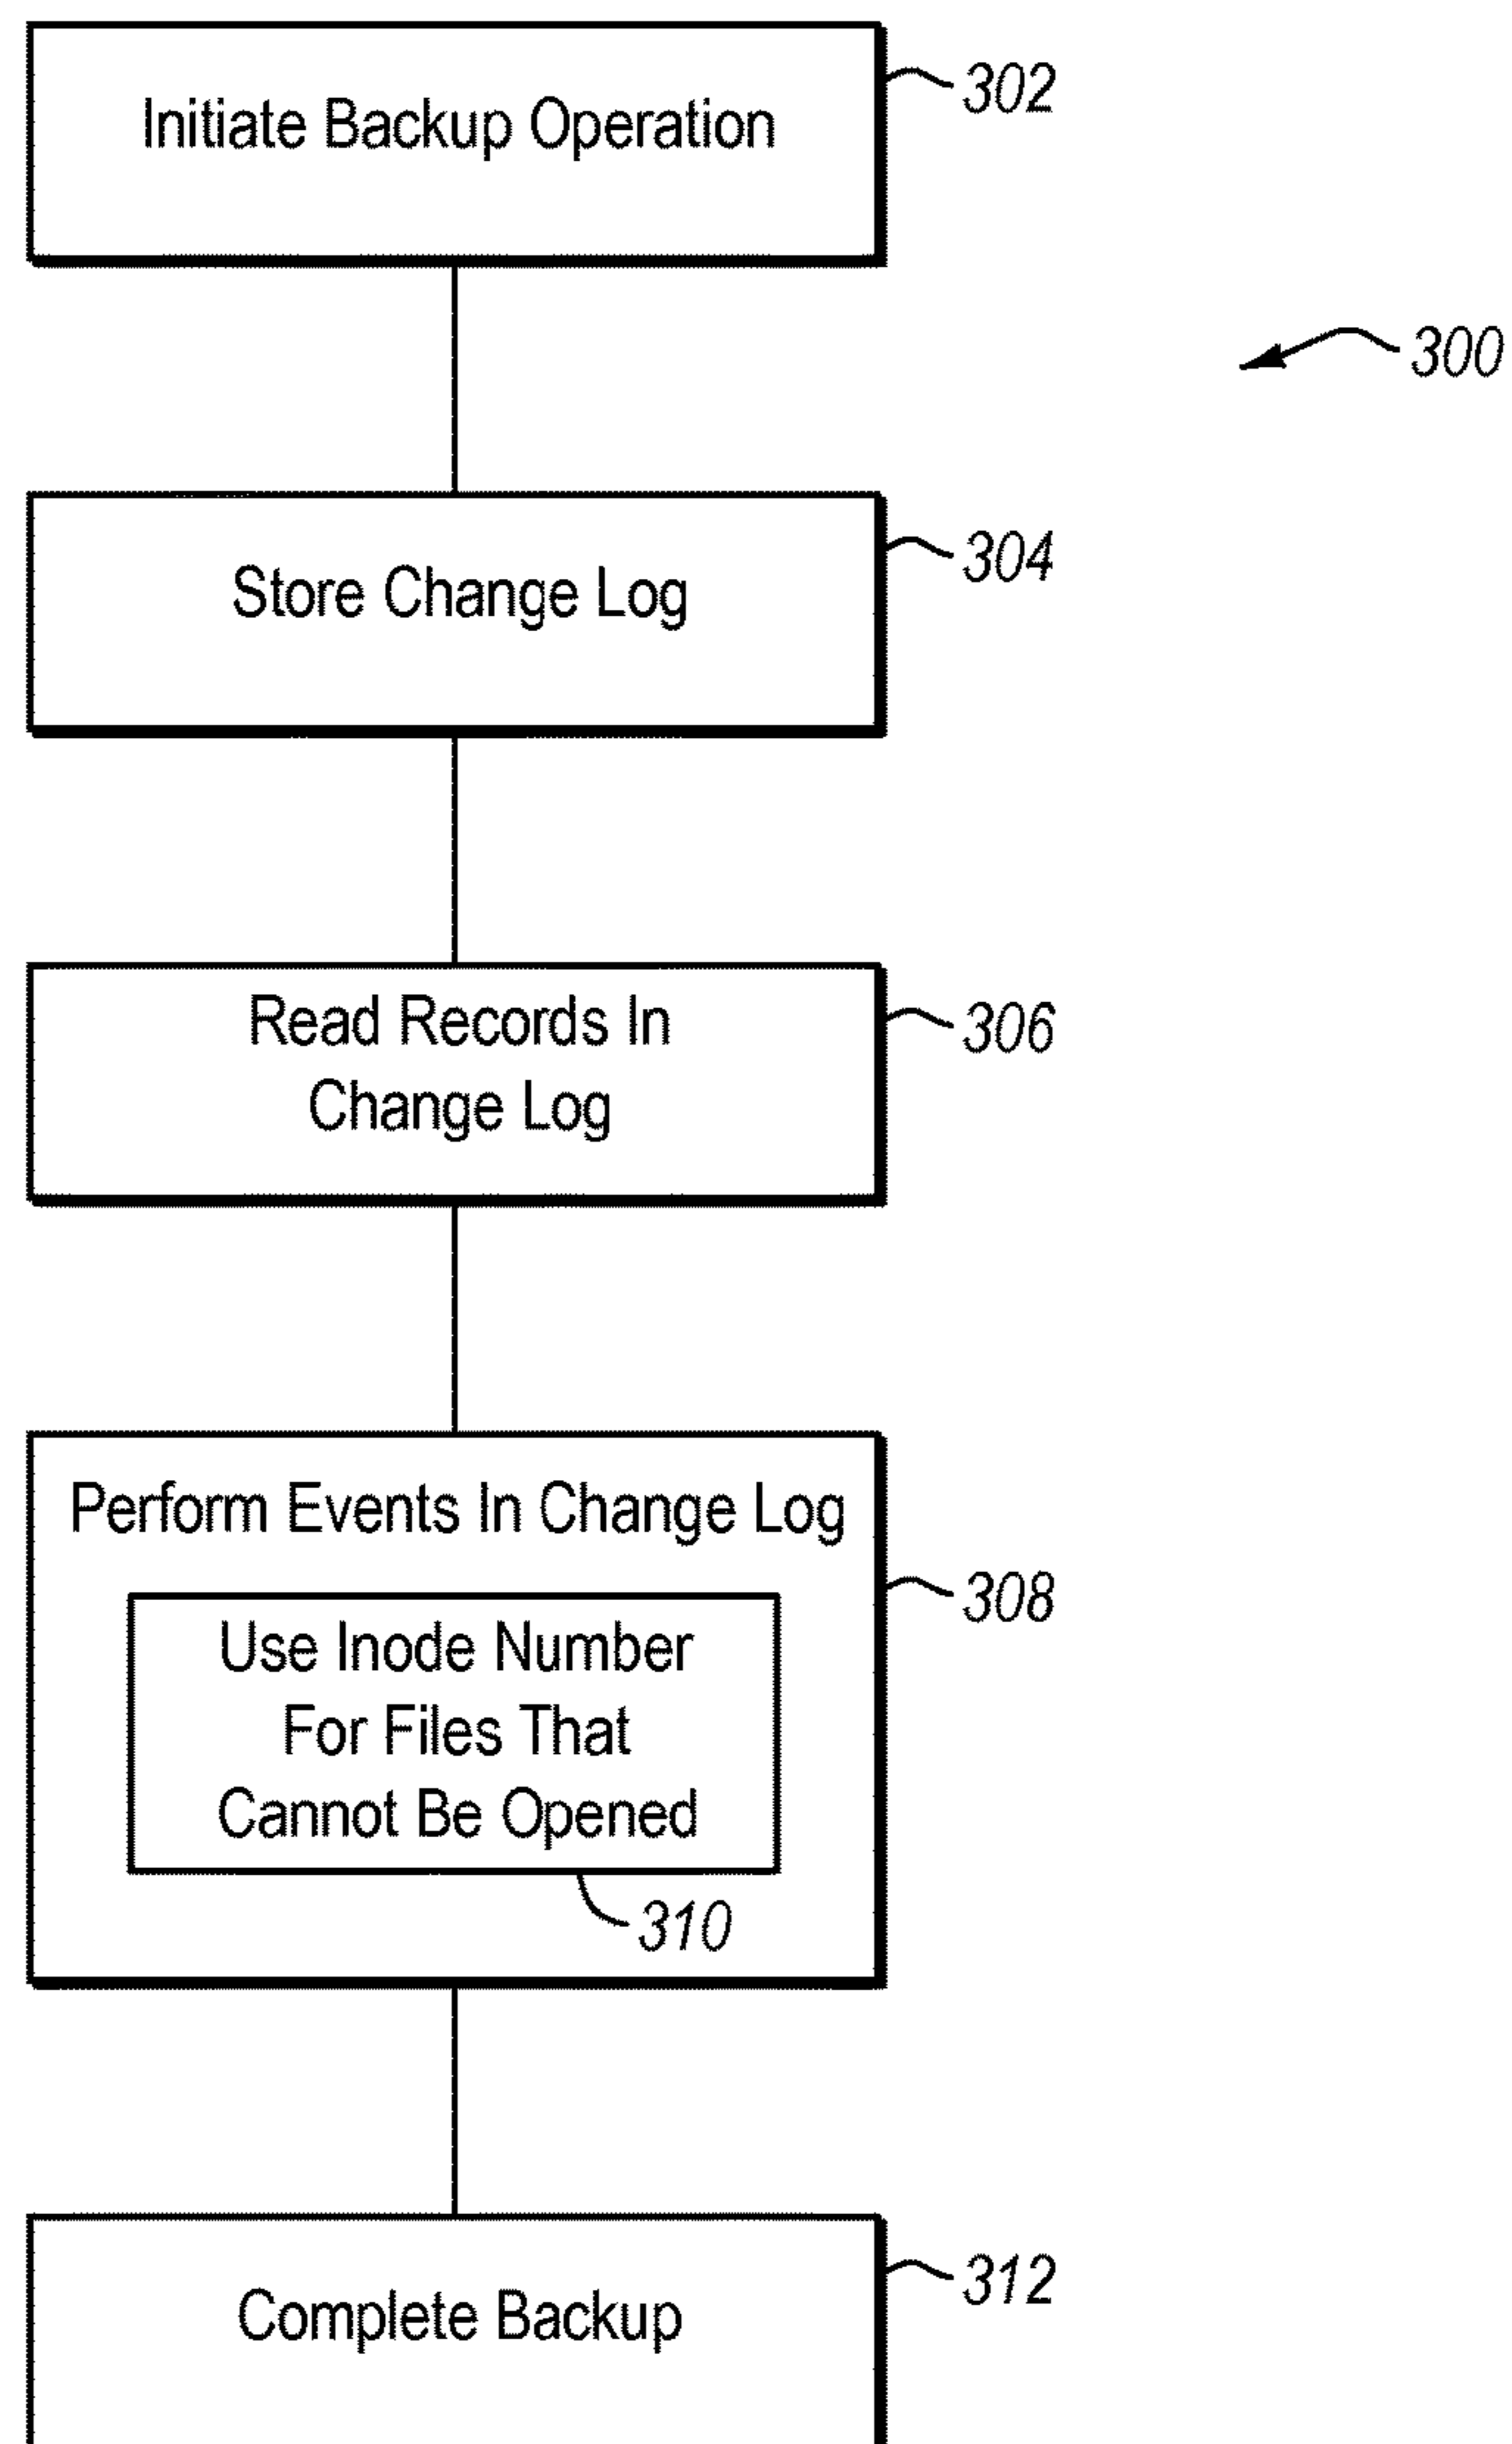 Initiate Backup Operation
302
300
Store Change Log
304
Read Records In
Change Log
306
Perform Events In Change Log
308
Use Inode Number
For Files That
Cannot Be Opened
310
Complete Backup
312